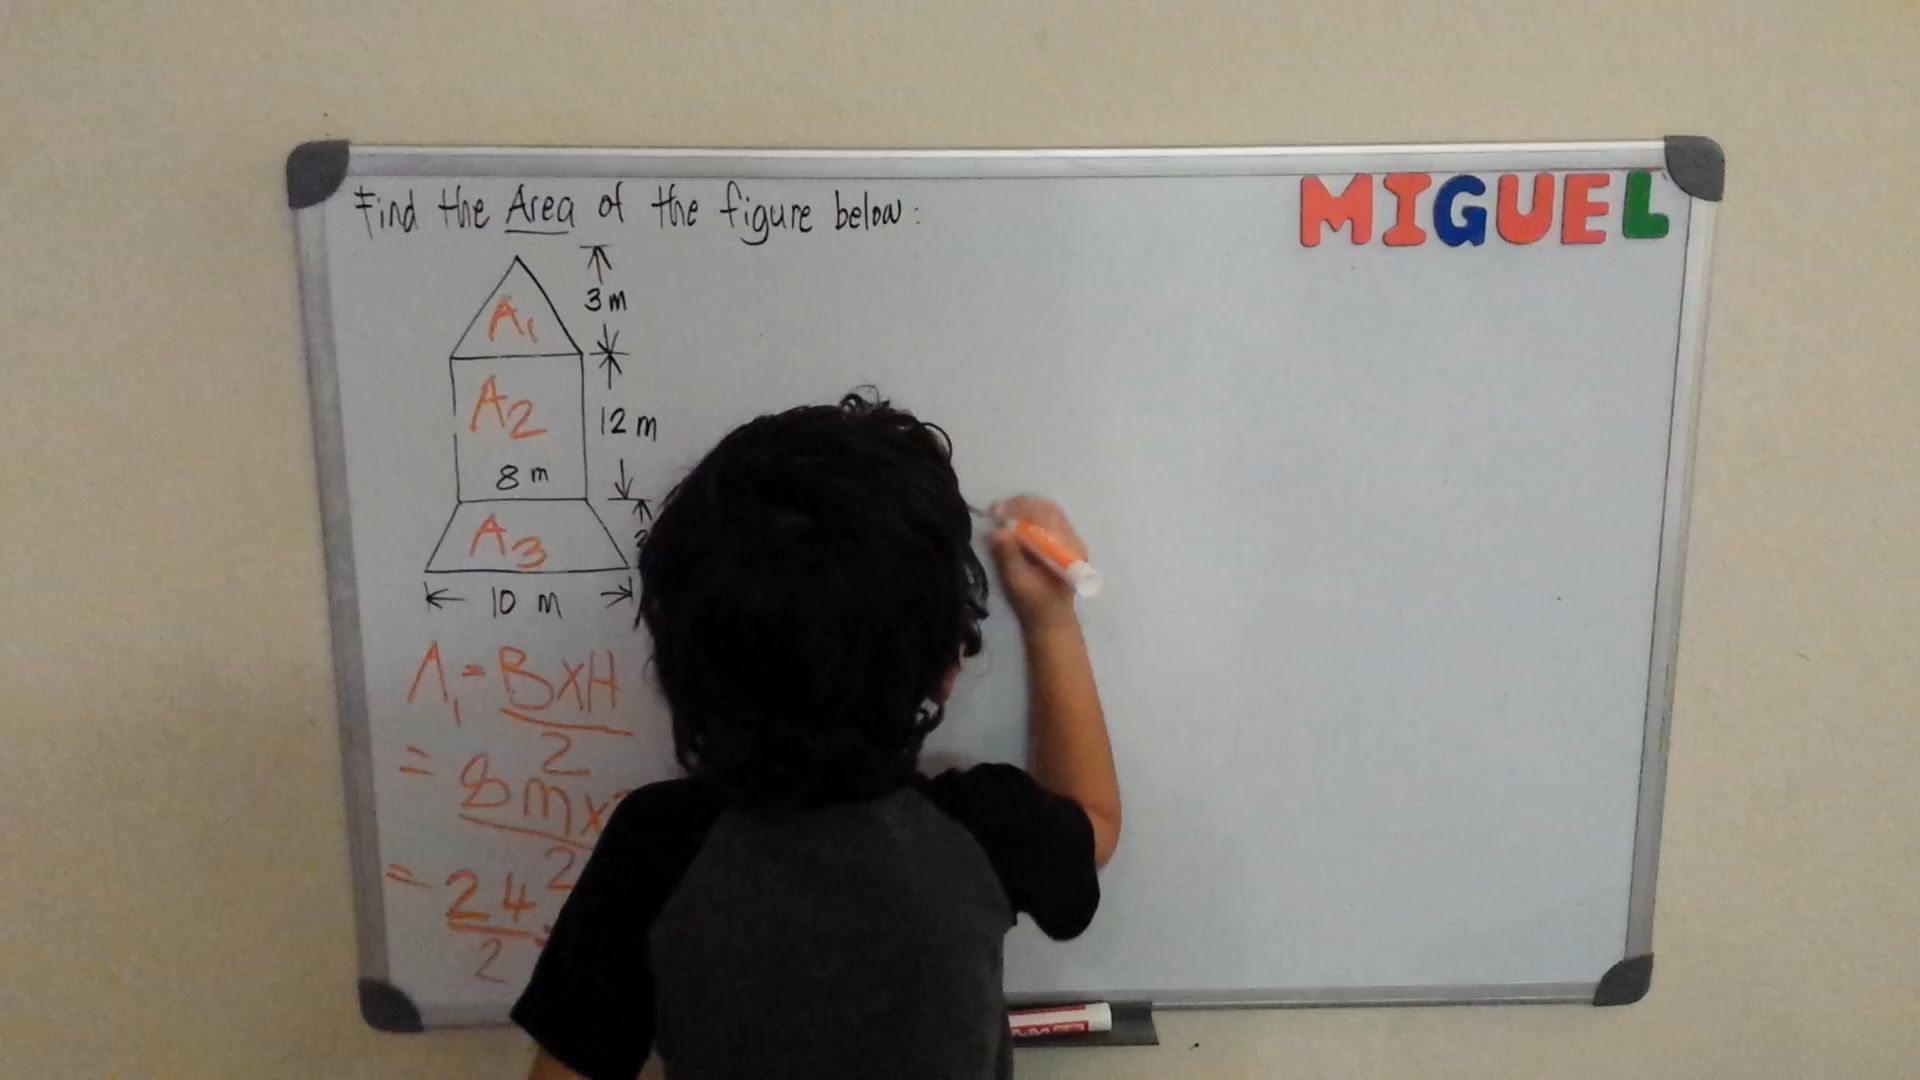 Find the Area of the figure below:
MIGUEL
A1
3 m
A2
12 m
8 m
A3
10 m
A1 = BXH
2
= 8 m x
2
= 24
2